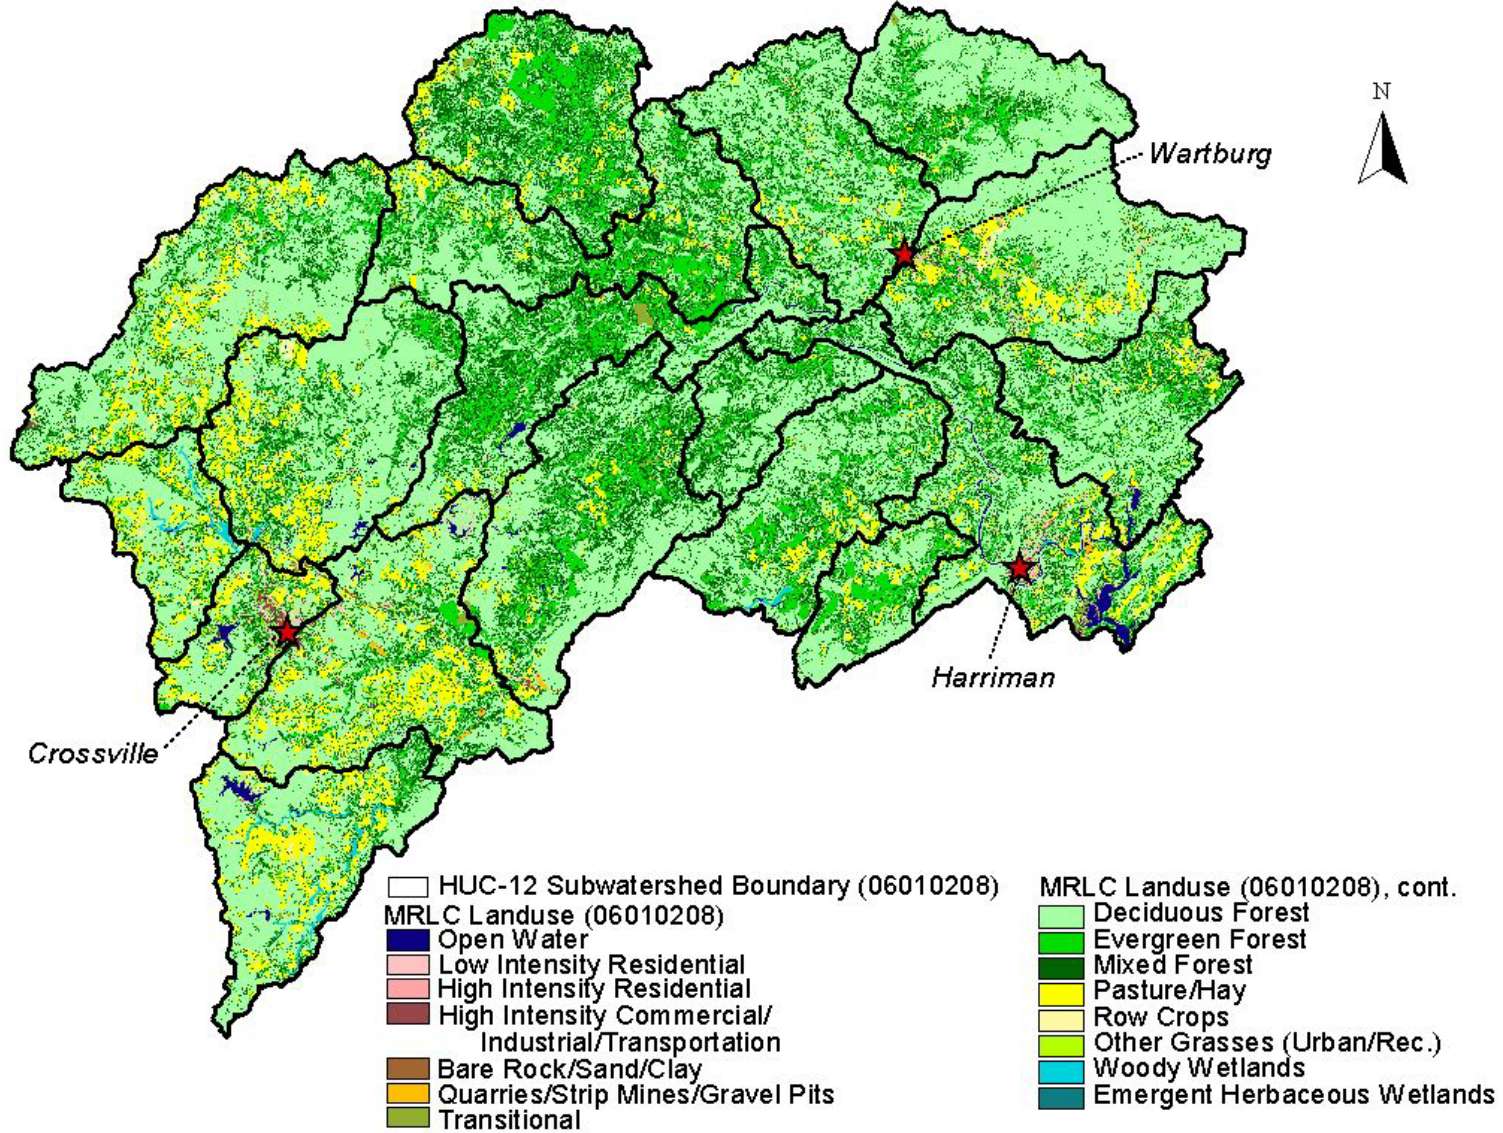 N
Wartburg
Harriman
Crossville
HUC-12 Subwatershed Boundary (06010208)
MRLC Landuse (06010208)
Open Water
Low Intensity Residential
High Intensity Residential
High Intensity Commercial/
Industrial/Transportation
Bare Rock/Sand/Clay
Quarries/Strip Mines/Gravel Pits
Transitional
MRLC Landuse (06010208), cont.
Deciduous Forest
Evergreen Forest
Mixed Forest
Pasture/Hay
Row Crops
Other Grasses (Urban/Rec.)
Woody Wetlands
Emergent Herbaceous Wetlands